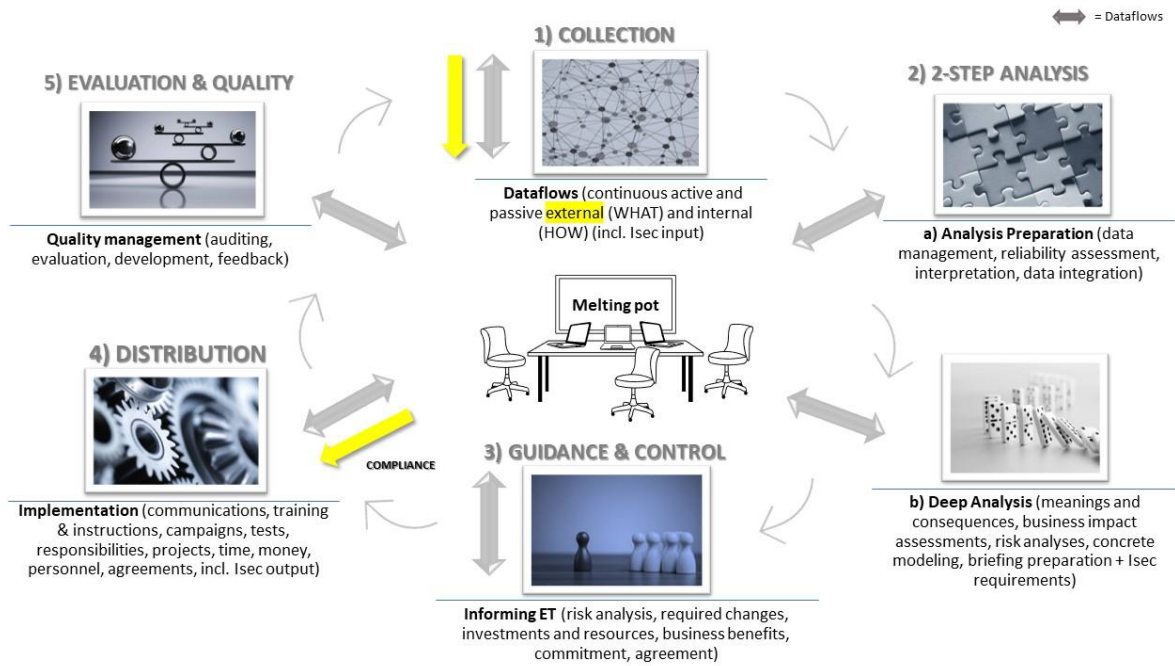 = Dataflows
1) COLLECTION
Dataflows (continuous active and
passive external (WHAT) and internal
(HOW) (incl. Isec input)
2) 2-STEP ANALYSIS
a) Analysis Preparation (data
management, reliability assessment,
interpretation, data integration)
b) Deep Analysis (meanings and
consequences, business impact
assessments, risk analyses, concrete
modeling, briefing preparation + Isec
requirements)
3) GUIDANCE & CONTROL
Informing ET (risk analysis, required changes,
investments and resources, business benefits,
commitment, agreement)
4) DISTRIBUTION
COMPLIANCE
Implementation (communications, training
& instructions, campaigns, tests,
responsibilities, projects, time, money,
personnel, agreements, incl. Isec output)
5) EVALUATION & QUALITY
Quality management (auditing,
evaluation, development, feedback)
Melting pot